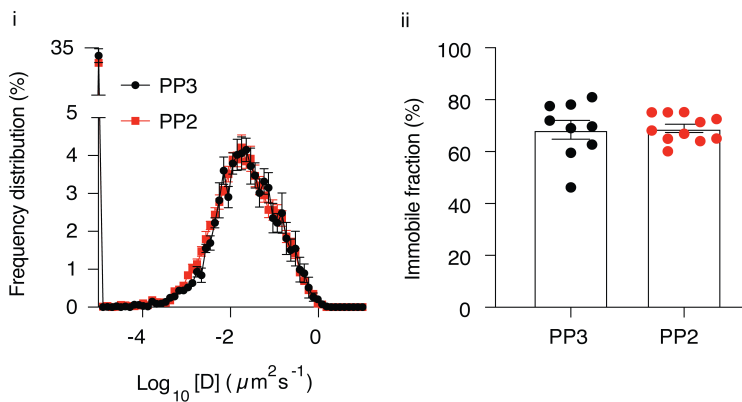 i
35
PP3
PP2
5
4
3
2
1
0
Frequency distribution (%)
-4
-2
0
Log10 [D] ( μm2s-1)
ii
100
80
60
40
20
0
Immobile fraction (%)
PP3
PP2